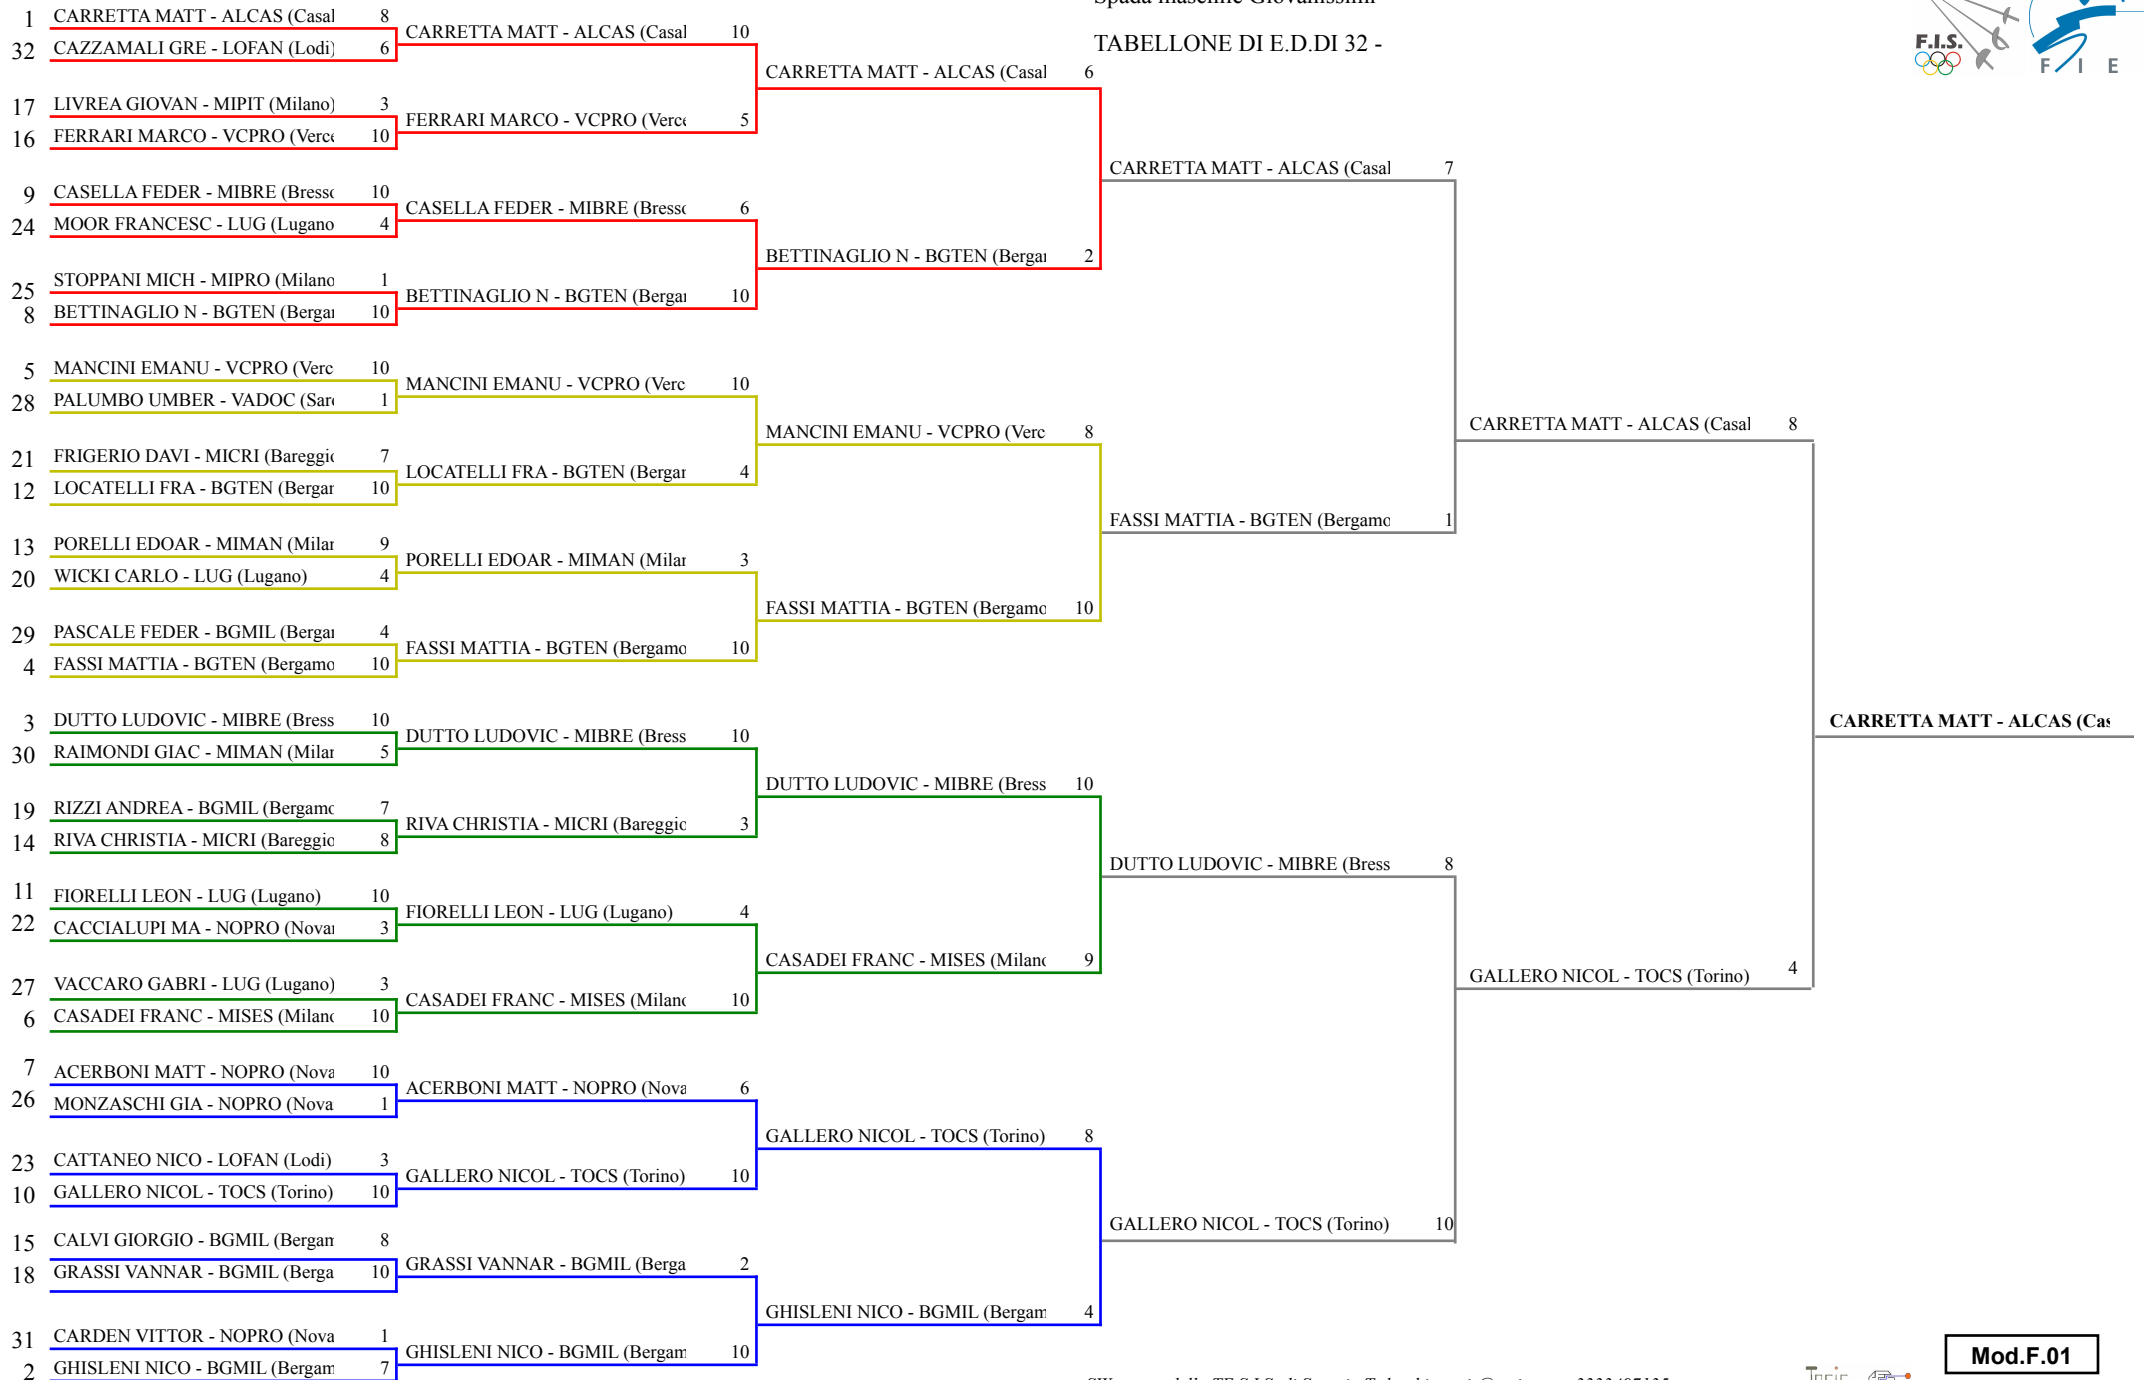 Spada maschile Giovanissimi
TABELLONE DI E.D.DI 32 -
F.I.S.
F I E
1 CARRETTA MATT - ALCAS (Casal 8
32 CAZZAMALI GRE - LOFAN (Lodi) 6
17 LIVREA GIOVAN - MIPIT (Milano) 3
16 FERRARI MARCO - VCPRO (Verce 10
9 CASELLA FEDER - MIBRE (Bresso 10
24 MOOR FRANCESC - LUG (Lugano 4
25 STOPPANI MICH - MIPRO (Milano 1
8 BETTINAGLIO N - BGTEN (Bergar 10
5 MANCINI EMANU - VCPRO (Verc 10
28 PALUMBO UMBER - VADOC (Saro 1
21 FRIGERIO DAVI - MICRI (Bareggio 7
12 LOCATELLI FRA - BGTEN (Bergar 10
13 PORELLI EDOAR - MIMAN (Milar 9
20 WICKI CARLO - LUG (Lugano) 4
29 PASCALE FEDER - BGMIL (Bergar 4
4 FASSI MATTIA - BGTEN (Bergamo 10
3 DUTTO LUDOVIC - MIBRE (Bress 10
30 RAIMONDI GIAC - MIMAN (Milar 5
19 RIZZI ANDREA - BGMIL (Bergamo 7
14 RIVA CHRISTIA - MICRI (Bareggio 8
11 FIORELLI LEON - LUG (Lugano) 10
22 CACCIALUPI MA - NOPRO (Novar 3
27 VACCARO GABRI - LUG (Lugano) 3
6 CASADEI FRANC - MISES (Milano 10
7 ACERBONI MATT - NOPRO (Nova 10
26 MONZASCHI GIA - NOPRO (Nova 1
23 CATTANEO NICO - LOFAN (Lodi) 3
10 GALLERO NICOL - TOCS (Torino) 10
15 CALVI GIORGIO - BGMIL (Bergam 8
18 GRASSI VANNAR - BGMIL (Berga 10
31 CARDEN VITTOR - NOPRO (Nova 1
2 GHISLENI NICO - BGMIL (Bergam 7
CARRETTA MATT - ALCAS (Casal 10
FERRARI MARCO - VCPRO (Verce 5
CASELLA FEDER - MIBRE (Bresso 6
BETTINAGLIO N - BGTEN (Bergar 10
MANCINI EMANU - VCPRO (Verc 10
LOCATELLI FRA - BGTEN (Bergar 4
PORELLI EDOAR - MIMAN (Milar 3
FASSI MATTIA - BGTEN (Bergamo 10
DUTTO LUDOVIC - MIBRE (Bress 10
RIVA CHRISTIA - MICRI (Bareggio 3
FIORELLI LEON - LUG (Lugano) 4
CASADEI FRANC - MISES (Milano 10
ACERBONI MATT - NOPRO (Nova 6
GALLERO NICOL - TOCS (Torino) 10
GRASSI VANNAR - BGMIL (Berga 2
GHISLENI NICO - BGMIL (Bergam 10
CARRETTA MATT - ALCAS (Casal 6
BETTINAGLIO N - BGTEN (Bergar 2
MANCINI EMANU - VCPRO (Verc 8
FASSI MATTIA - BGTEN (Bergamo 10
DUTTO LUDOVIC - MIBRE (Bress 10
CASADEI FRANC - MISES (Milano 9
GALLERO NICOL - TOCS (Torino) 8
GHISLENI NICO - BGMIL (Bergam 4
CARRETTA MATT - ALCAS (Casal 7
FASSI MATTIA - BGTEN (Bergamo 1
DUTTO LUDOVIC - MIBRE (Bress 8
GALLERO NICOL - TOCS (Torino) 10
CARRETTA MATT - ALCAS (Casal 8
GALLERO NICOL - TOCS (Torino) 4
CARRETTA MATT - ALCAS (Cas
Mod.F.01